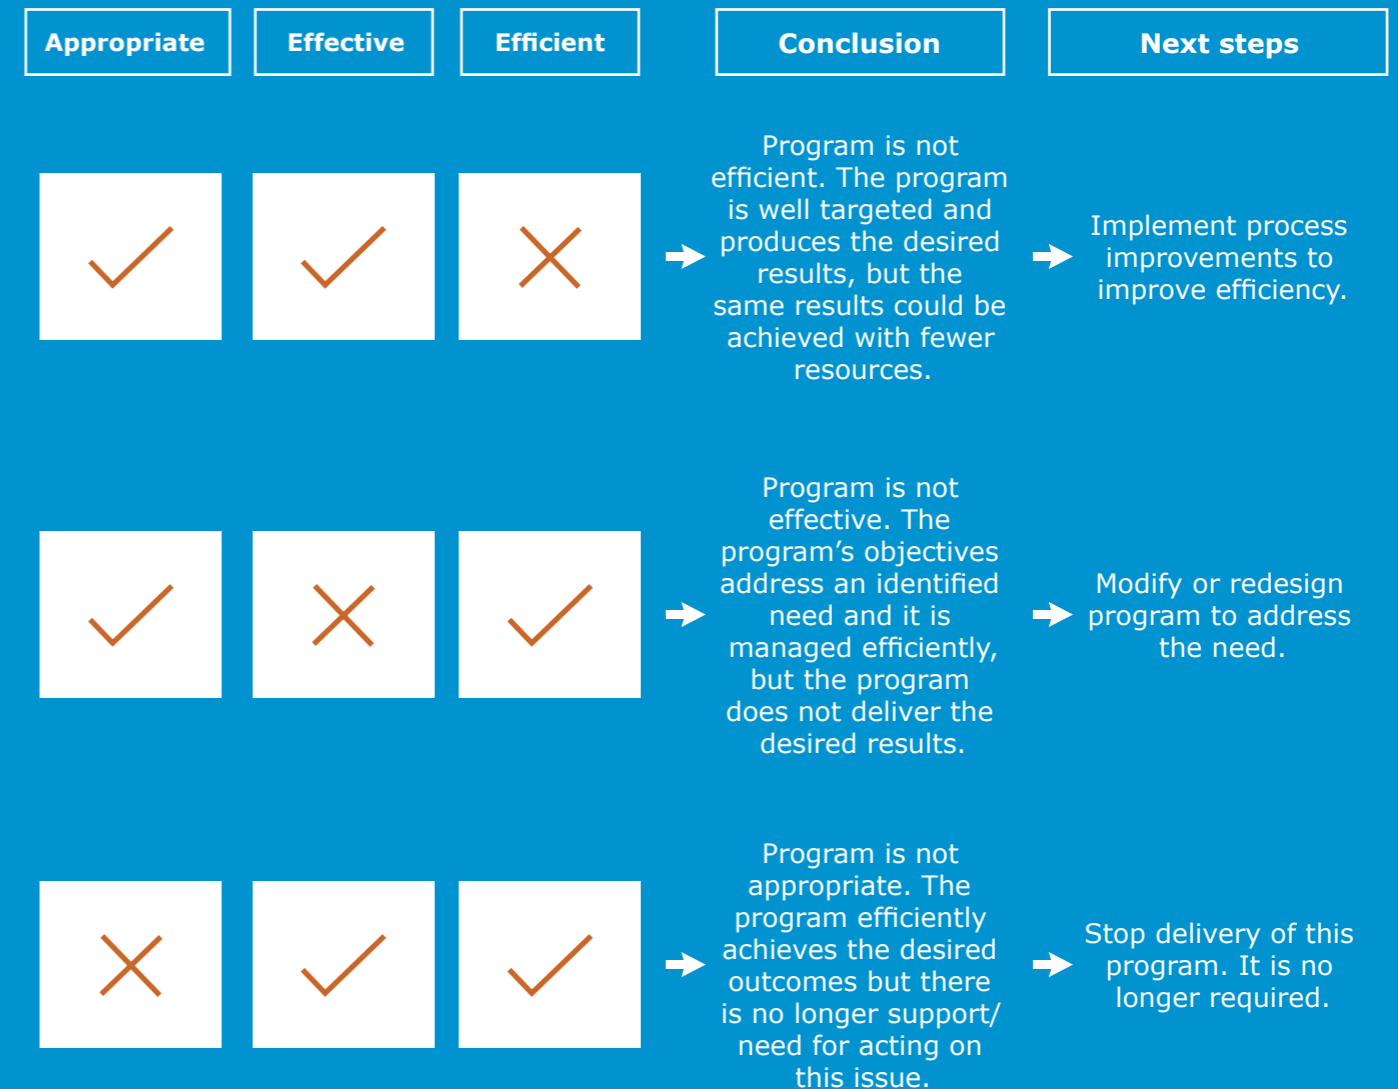 Appropriate
Effective
Efficient
Conclusion
Next steps
Program is not
efficient. The program
is well targeted and
produces the desired
results, but the
same results could be
achieved with fewer
resources.
Implement process
improvements to
improve efficiency.
Program is not
effective. The
program’s objectives
address an identified
need and it is
managed efficiently,
but the program
does not deliver the
desired results.
Modify or redesign
program to address
the need.
Program is not
appropriate. The
program efficiently
achieves the desired
outcomes but there
is no longer support/
need for acting on
this issue.
Stop delivery of this
program. It is no
longer required.